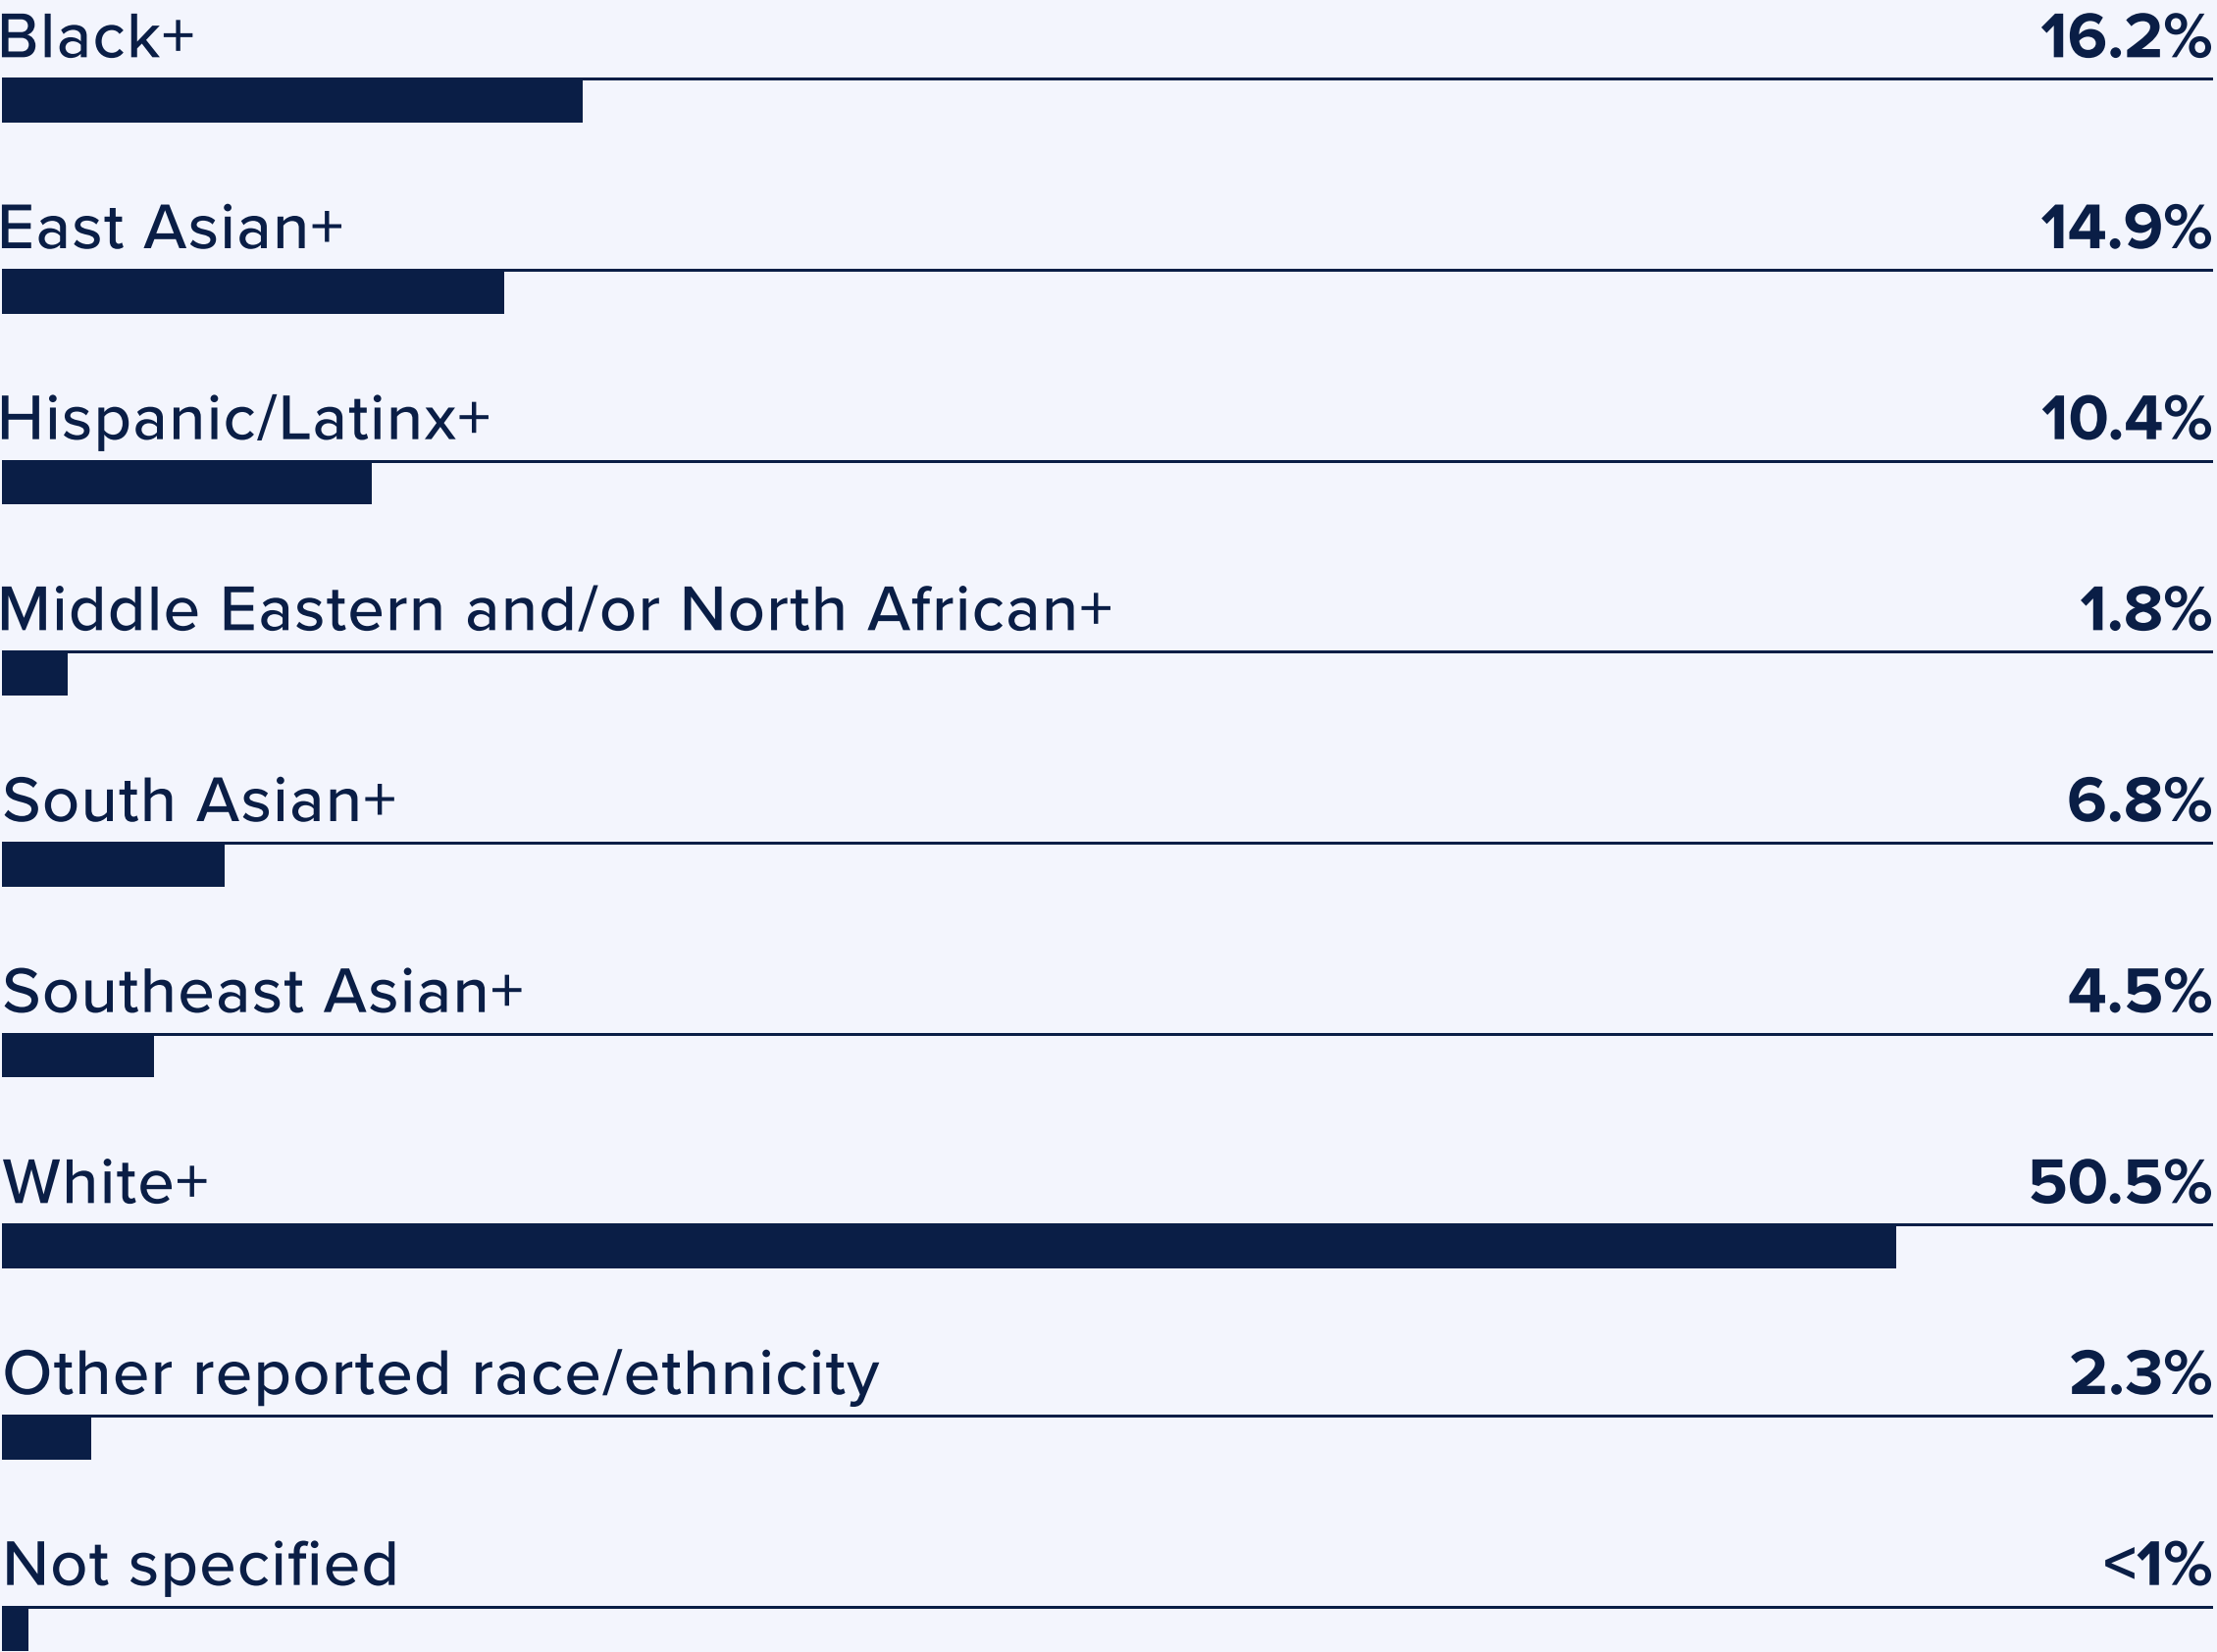 Black+ 16.2%
East Asian+ 14.9%
Hispanic/Latinx+ 10.4%
Middle Eastern and/or North African+ 1.8%
South Asian+ 6.8%
Southeast Asian+ 4.5%
White+ 50.5%
Other reported race/ethnicity 2.3%
Not specified <1%